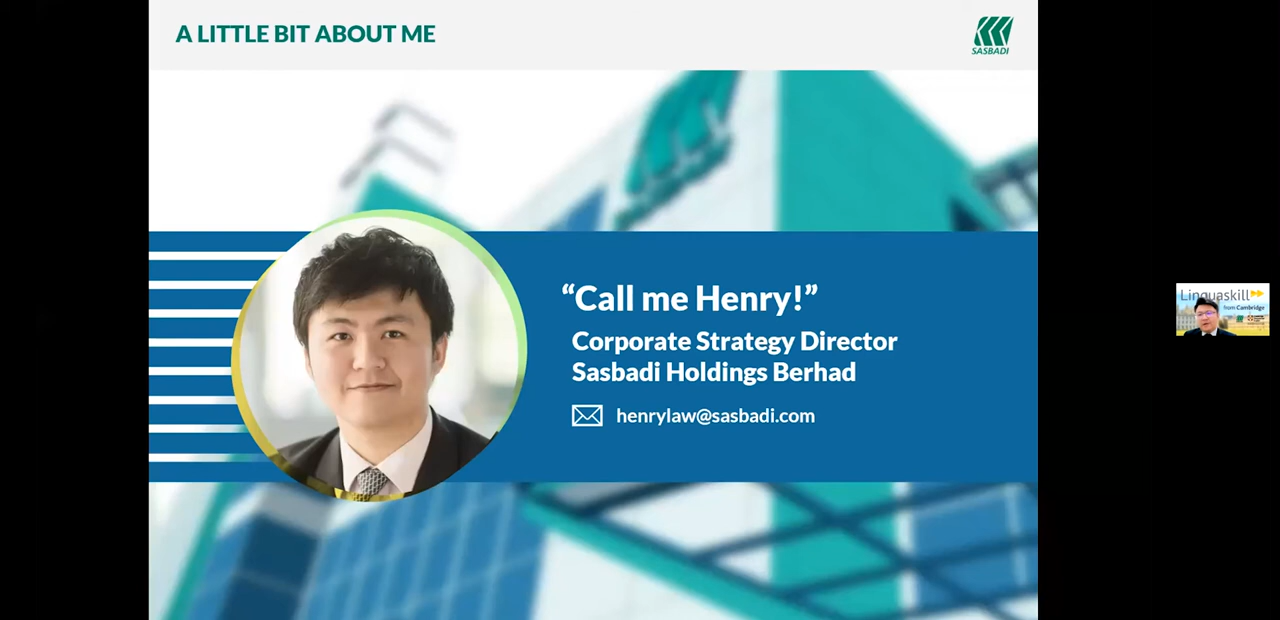 A LITTLE BIT ABOUT ME
SASBADI
“Call me Henry!”
Corporate Strategy Director
Sasbadi Holdings Berhad
henrylaw@sasbadi.com
Linguaskill
from Cambridge